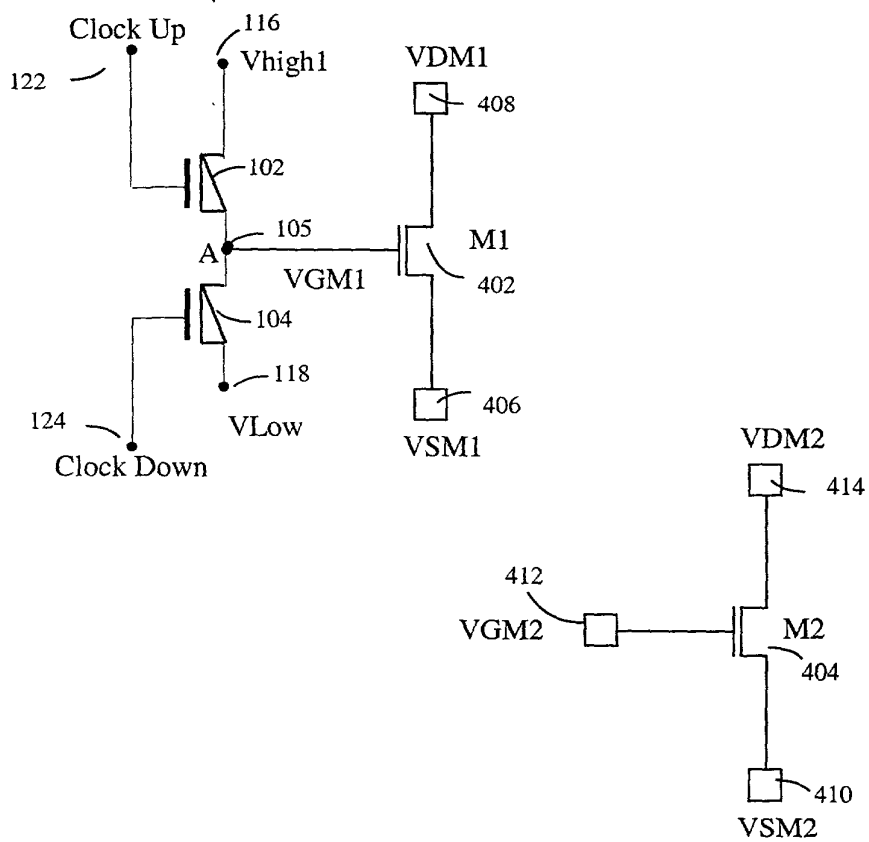 Clock Up
116
Vhigh1
122
VDM1
408
102
105
A
M1
VGM1
402
104
118
124
VLow
406
Clock Down
VSM1
VDM2
414
412
VGM2
M2
404
410
VSM2